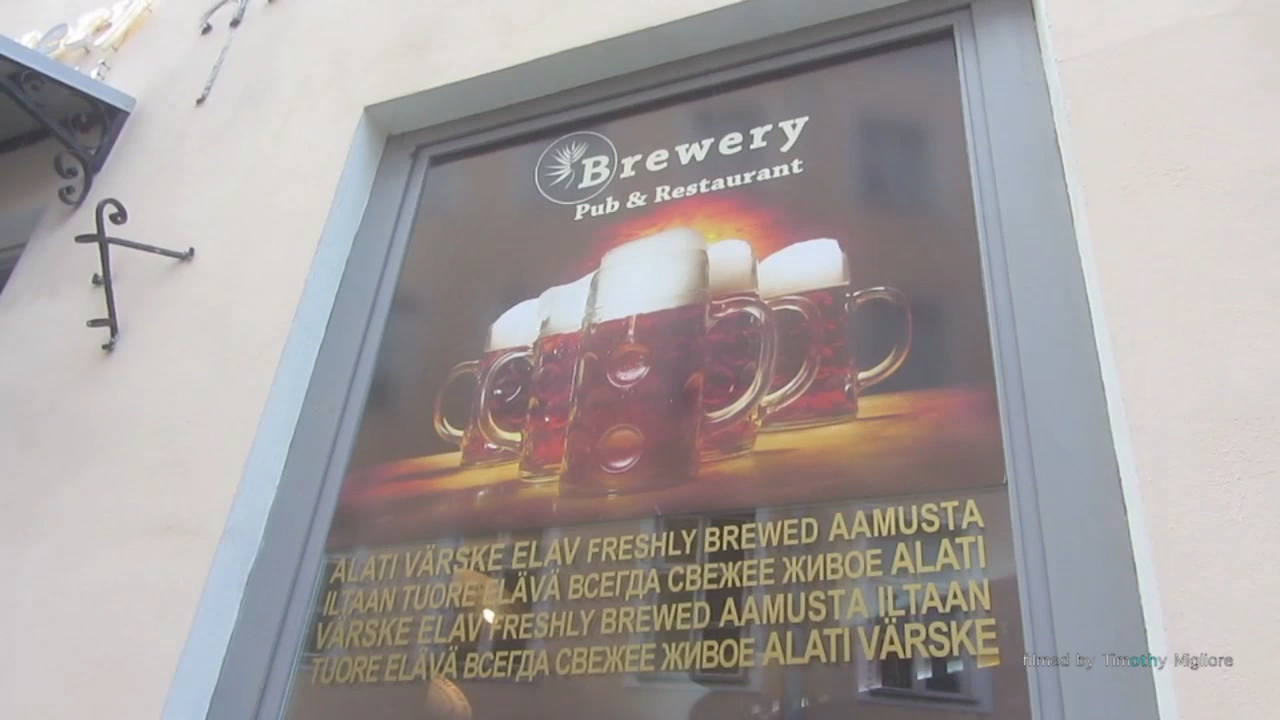 Brewery
Pub & Restaurant
ALATI VÄRSKE ELAV FRESHLY BREWED AAMUSTA
ILTAAN TUORE ELÄVÄ ВСЕГДА СВЕЖЕЕ ЖИВОЕ ALATI
VÄRSKE ELAV FRESHLY BREWED AAMUSTA ILTAAN
TUORE ELÄVÄ ВСЕГДА СВЕЖЕЕ ЖИВОЕ ALATI VÄRSKE
filmed by Timothy Migliore